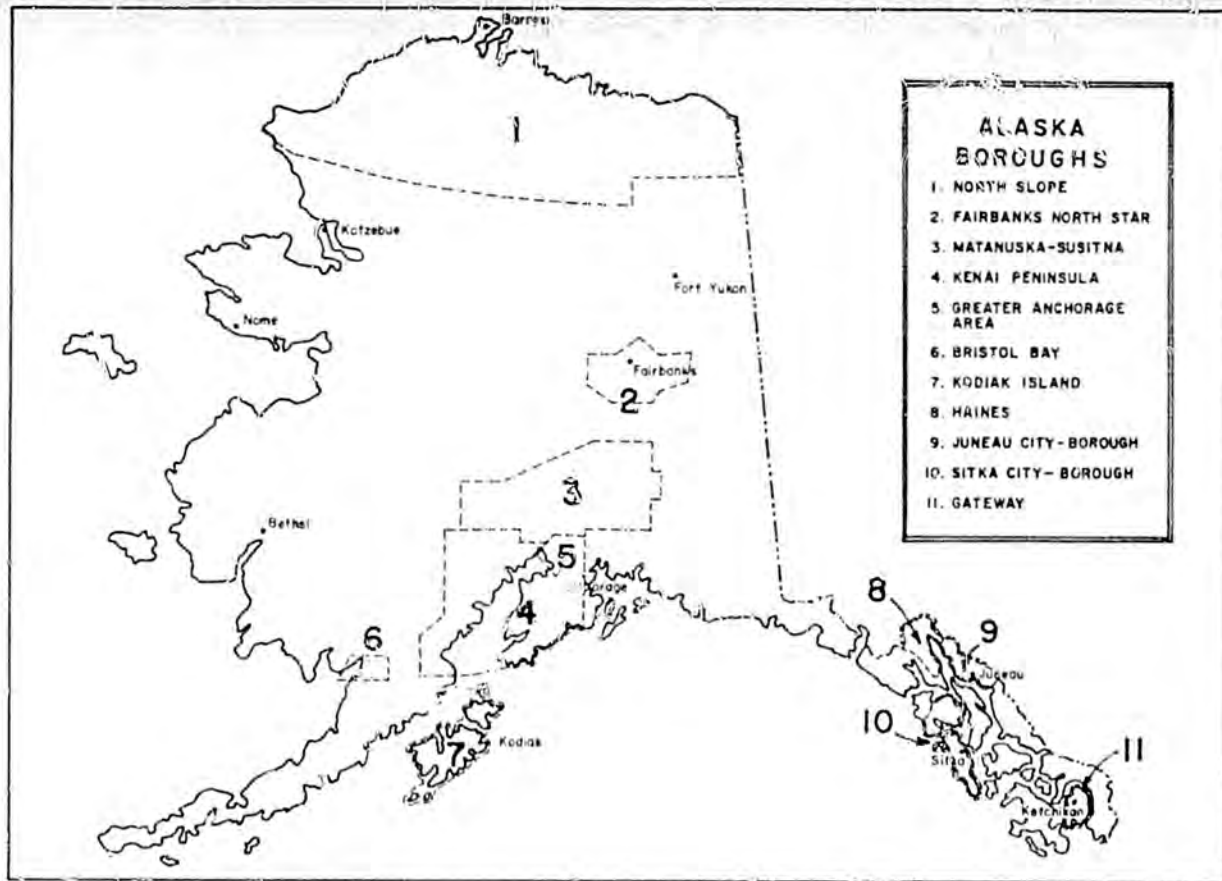 Barrow
1
ALASKA
BOROUGHS
1. NORTH SLOPE
2. FAIRBANKS NORTH STAR
3. MATANUSKA-SUSITNA
4. KENAI PENINSULA
5. GREATER ANCHORAGE
AREA
6. BRISTOL BAY
7. KODIAK ISLAND
8. HAINES
9. JUNEAU CITY-BOROUGH
10. SITKA CITY-BOROUGH
11. GATEWAY
Kotzebue
Fort Yukon
Nome
Fairbanks
2
3
Bethel
5
4
6
8
9
Juneau
10
Sitka
7
Kodiak
11
Ketchikan